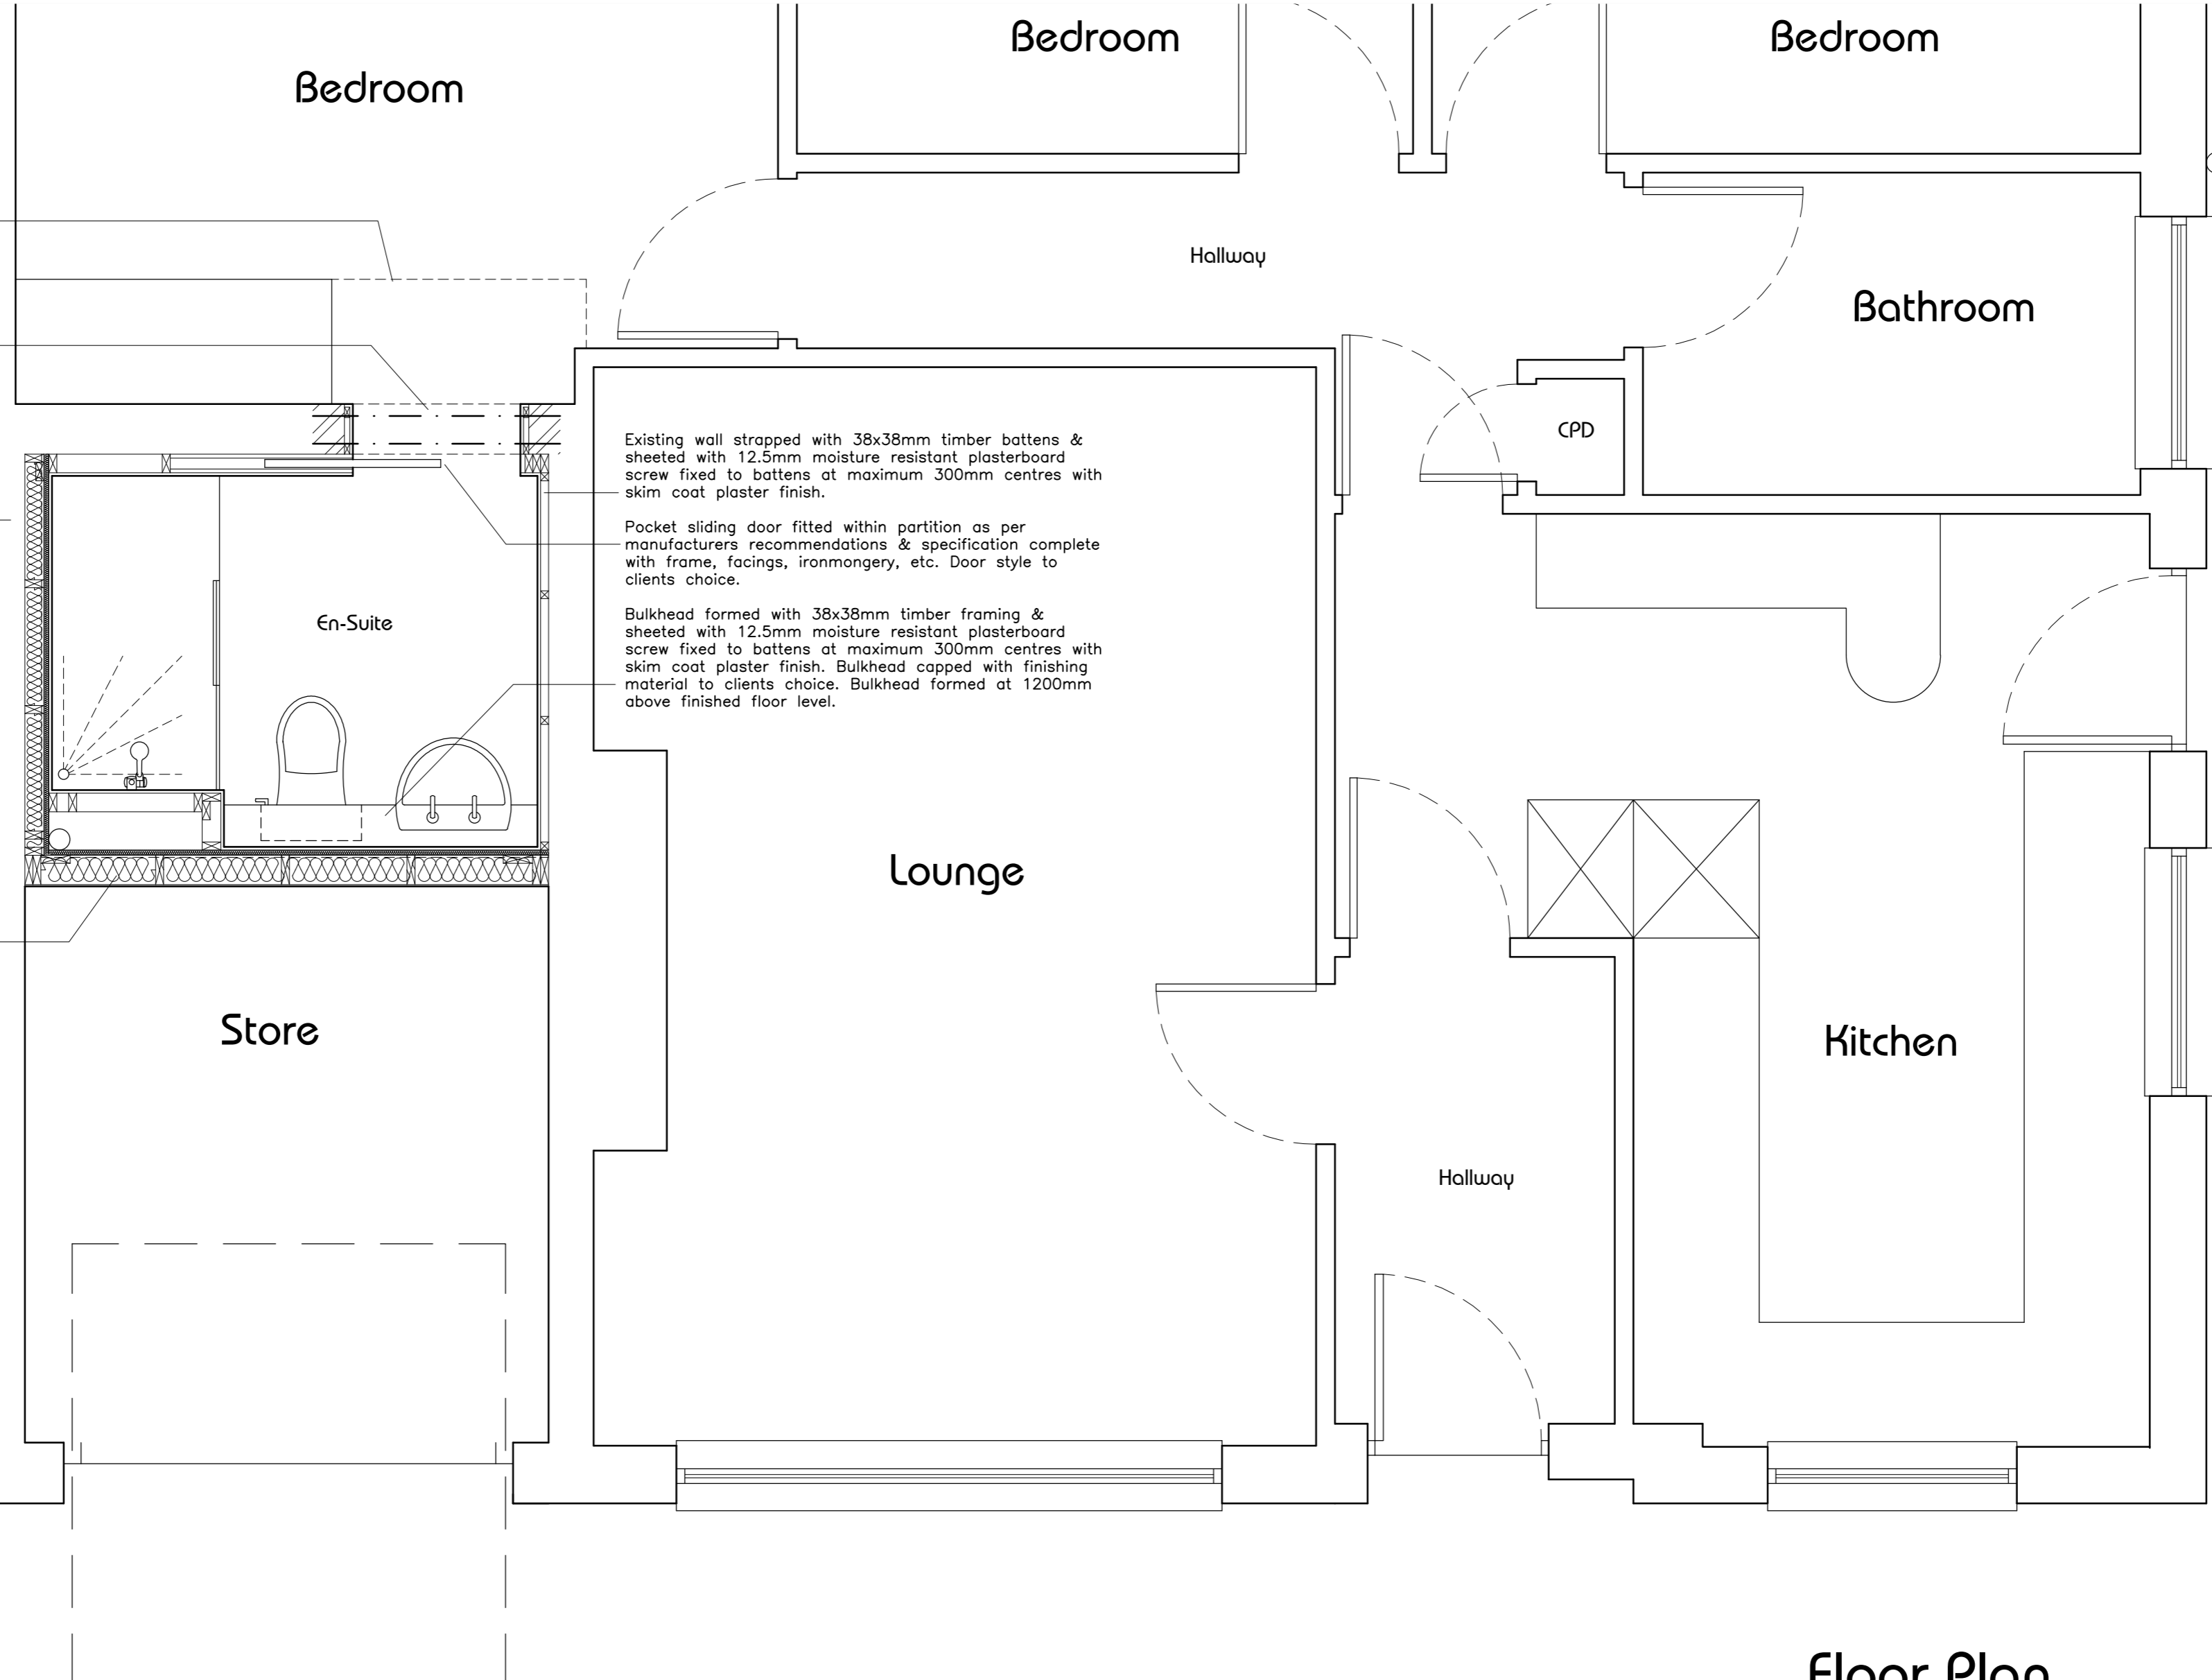 Bedroom
Bedroom
Bedroom
Hallway
Bathroom
CPD
Existing wall strapped with 38x38mm timber battens &
sheeted with 12.5mm moisture resistant plasterboard
screw fixed to battens at maximum 300mm centres with
skim coat plaster finish.
Pocket sliding door fitted within partition as per
manufacturers recommendations & specification complete
with frame, facings, ironmongery, etc. Door style to
clients choice.
Bulkhead formed with 38x38mm timber framing &
sheeted with 12.5mm moisture resistant plasterboard
screw fixed to battens at maximum 300mm centres with
skim coat plaster finish. Bulkhead capped with finishing
material to clients choice. Bulkhead formed at 1200mm
above finished floor level.
En-Suite
Lounge
Store
Kitchen
Hallway
Floor Plan